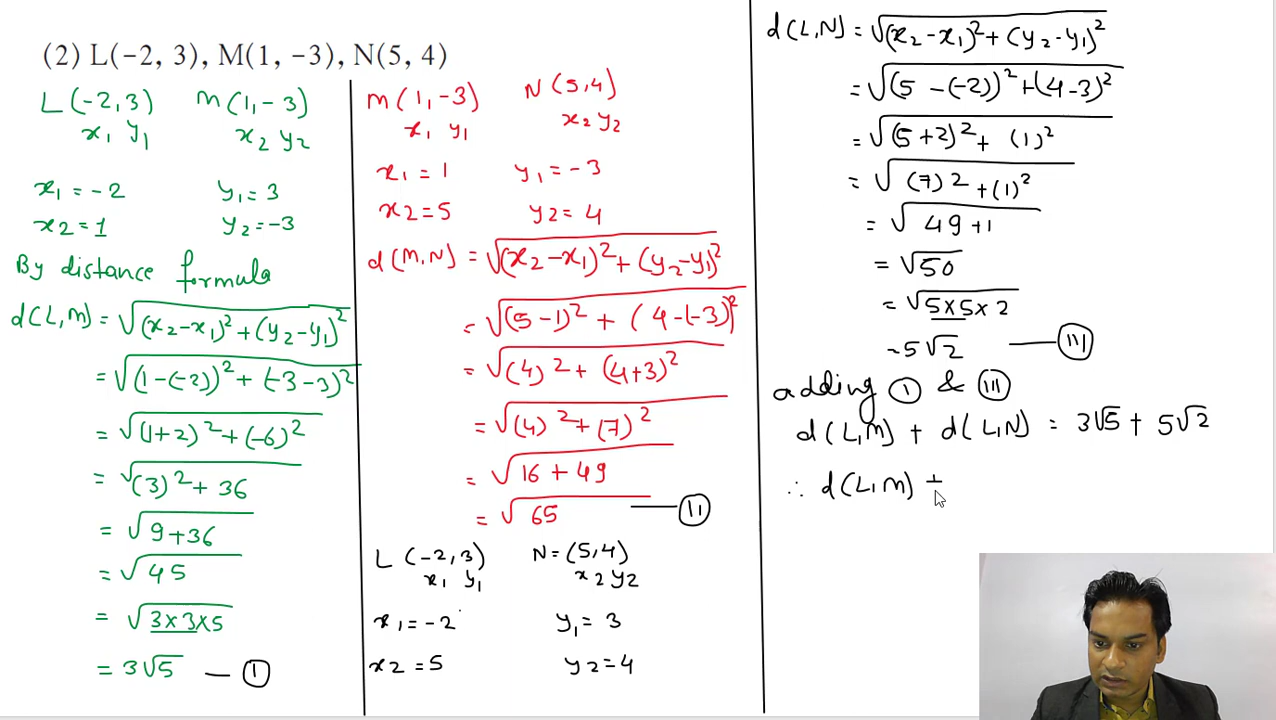 (2) L(-2, 3), M(1, -3), N(5, 4)
L(-2,3) m(1,-3)
x₁ y₁ x₂ y₂
x₁ = -2 y₁ = 3
x₂ = 1 y₂ = -3
By distance formula
d(L,m) = √(x₂-x₁)²+(y₂-y₁)²
= √(1-(-2))²+(-3-3)²
= √(1+2)²+(-6)²
= √(3)²+36
= √9+36
= √45
= √3×3×5
= 3√5 — (I)
m(1,-3) N(5,4)
x₁ y₁ x₂ y₂
x₁ = 1 y₁ = -3
x₂ = 5 y₂ = 4
d(M,N) = √(x₂-x₁)²+(y₂-y₁)²
= √(5-1)²+(4-(-3)²
= √(4)²+(4+3)²
= √(4)²+(7)²
= √16+49
= √65 — (II)
L(-2,3) N=(5,4)
x₁ y₁ x₂ y₂
x₁ = -2 y₁ = 3
x₂ = 5 y₂ = 4
d(L,N) = √(x₂-x₁)²+(y₂-y₁)²
= √(5-(-2))²+(4-3)²
= √(5+2)²+(1)²
= √(7)2+(1)²
= √49+1
= √50
= √5×5×2
-5√2 — (III)
adding (I) & (III)
d(L,m) + d(L,N) = 3√5 + 5√2
∴ d(L,m) +